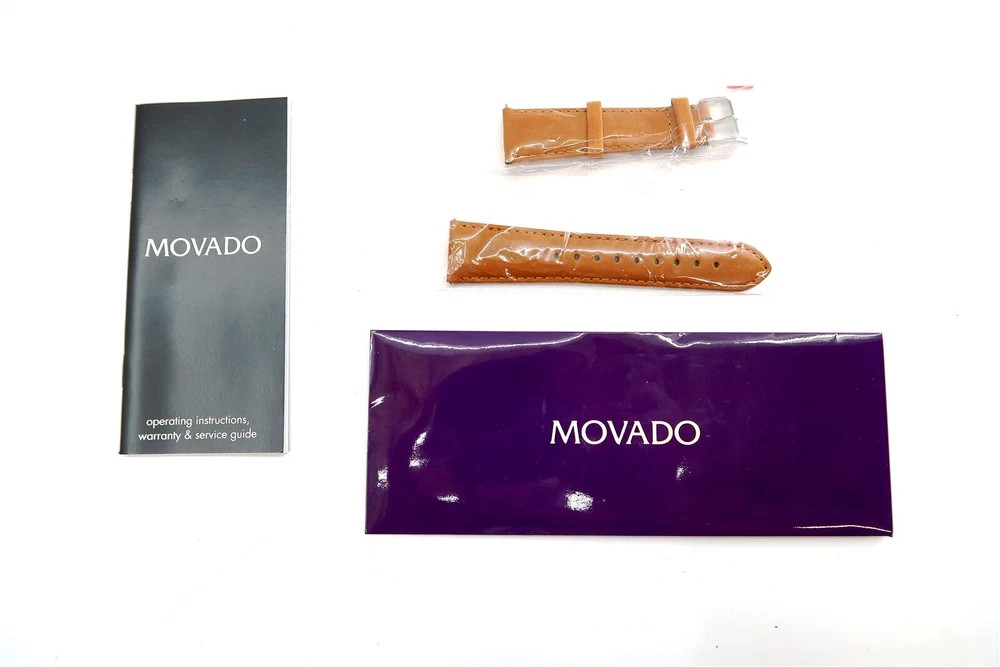 MOVADO
operating instructions,
warranty & service guide
MOVADO